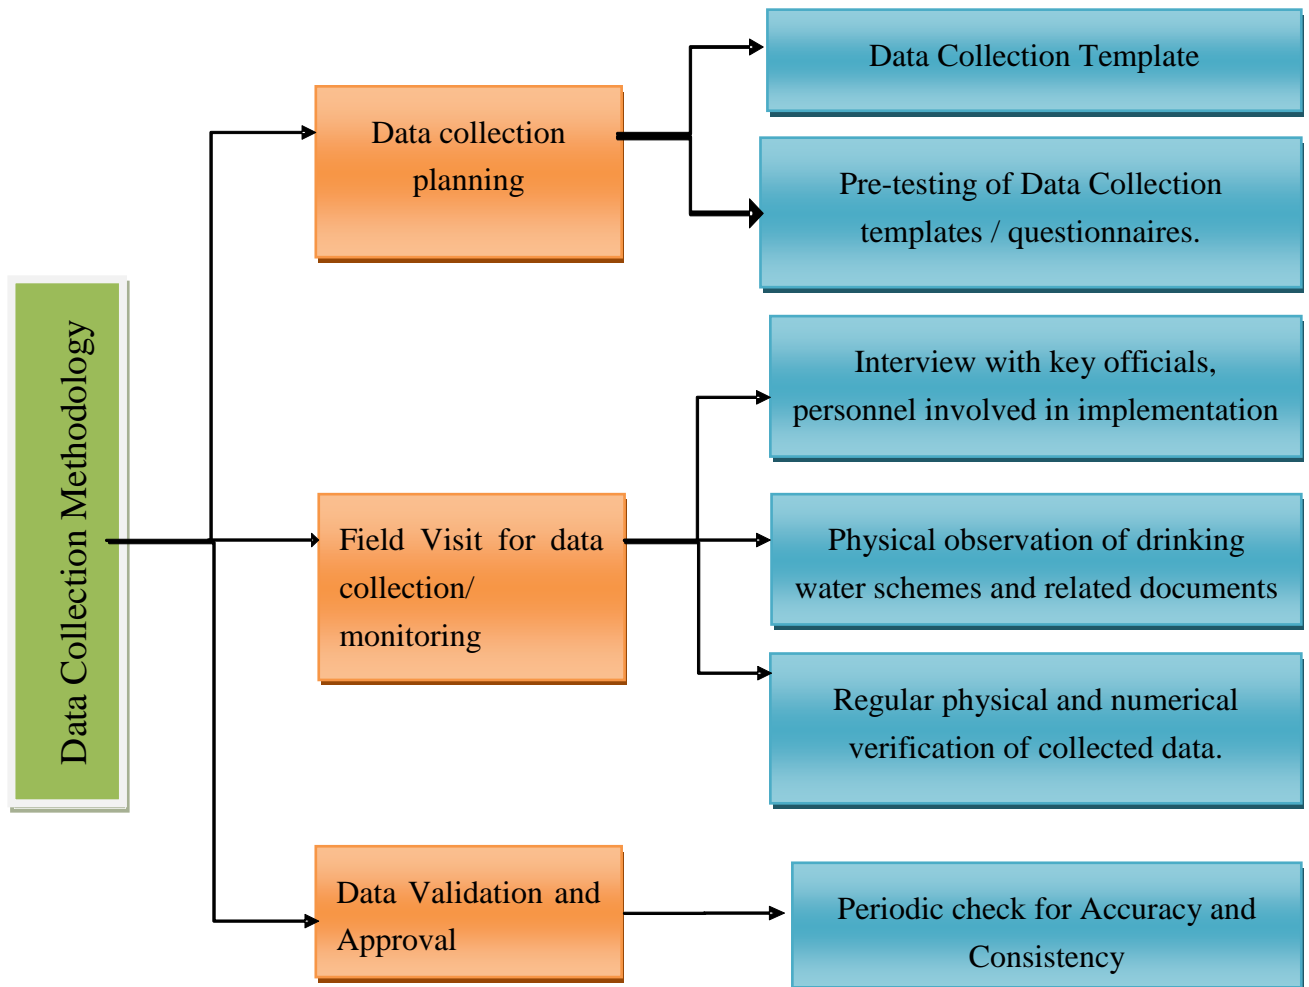 Data Collection Methodology
Data collection
planning
Data Collection Template
Pre-testing of Data Collection
templates / questionnaires.
Field Visit for data
collection/
monitoring
Interview with key officials,
personnel involved in implementation
Physical observation of drinking
water schemes and related documents
Regular physical and numerical
verification of collected data.
Data Validation and
Approval
Periodic check for Accuracy and
Consistency